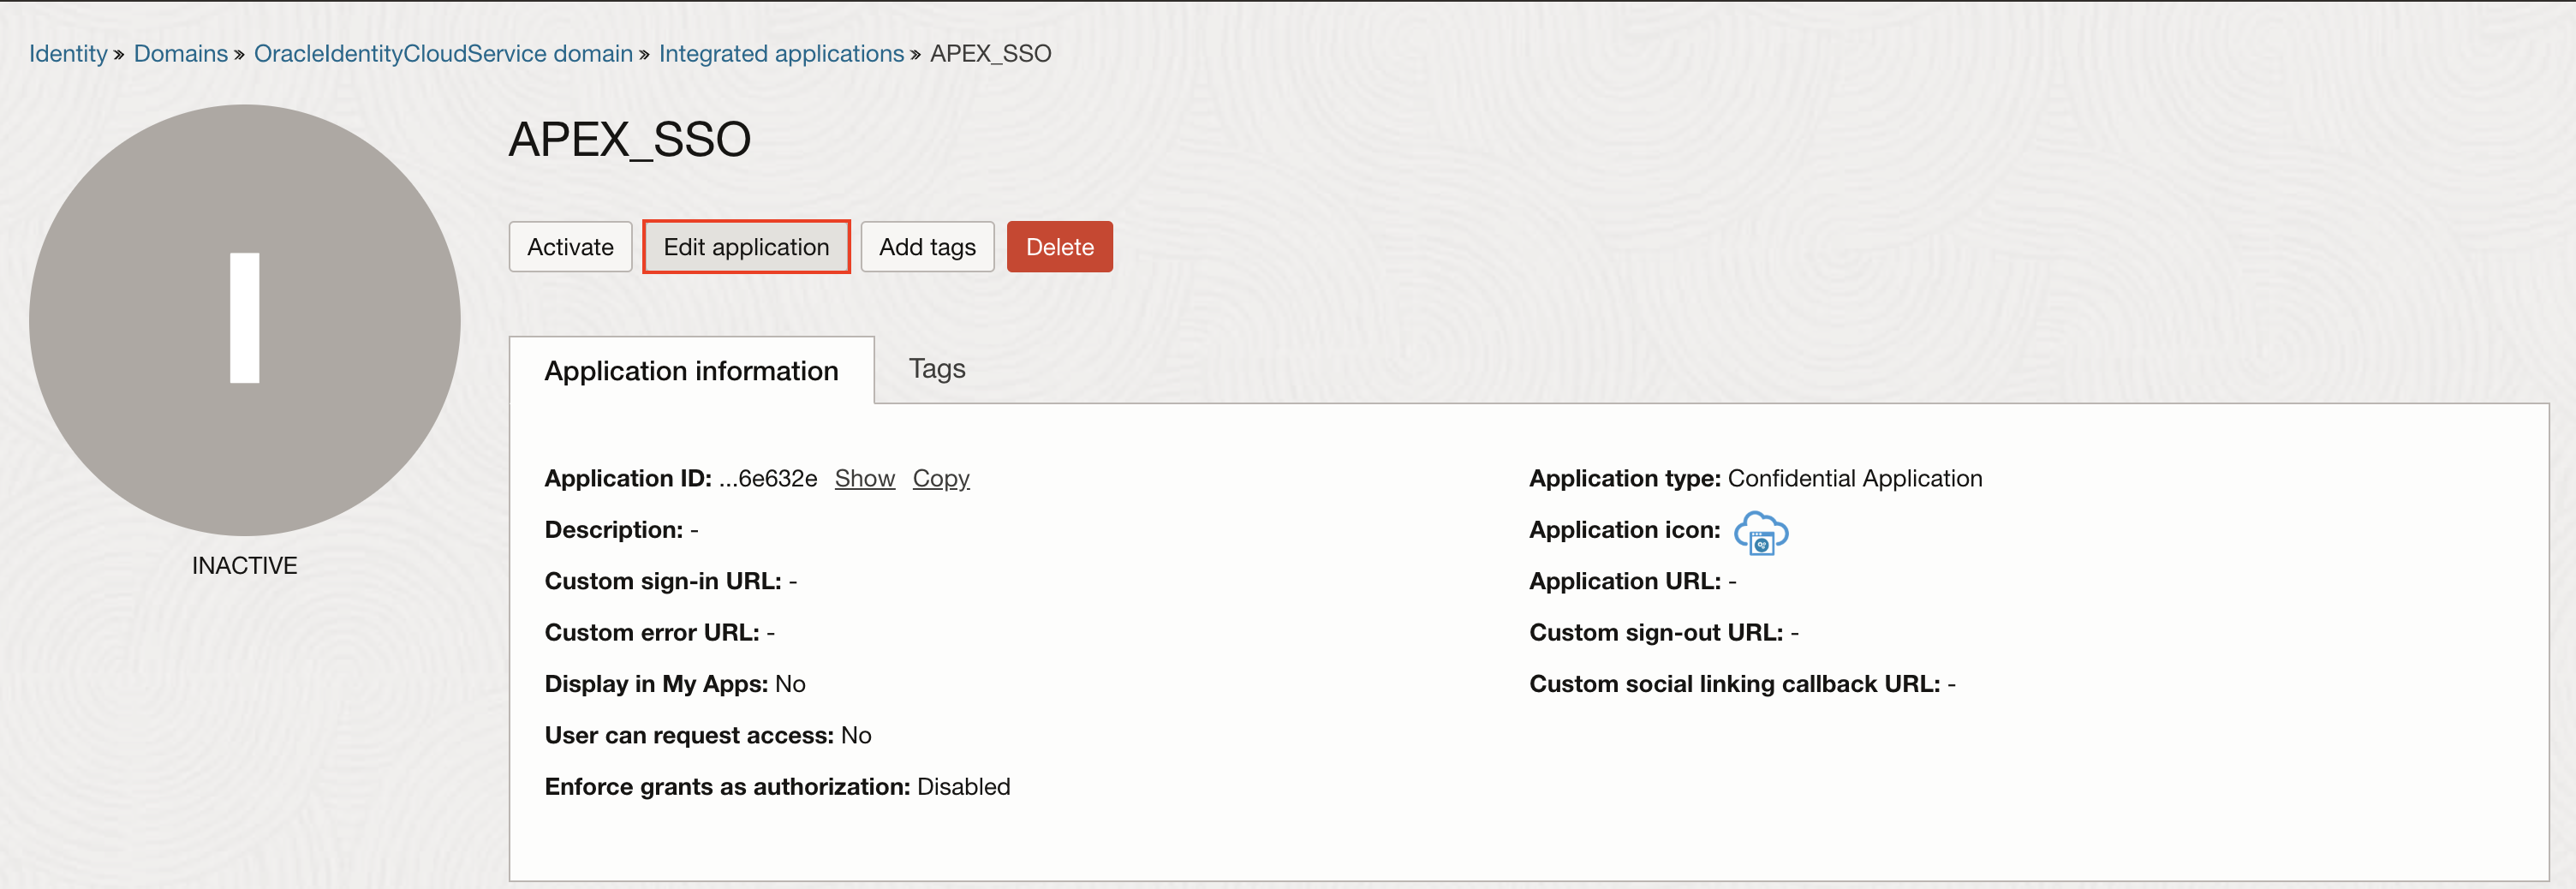 Identity » Domains » OracleIdentityCloudService domain » Integrated applications » APEX_SSO
APEX_SSO
I
INACTIVE
Activate Edit application Add tags Delete
Application information Tags
Application ID: ...6e632e Show Copy
Description: -
Custom sign-in URL: -
Custom error URL: -
Display in My Apps: No
User can request access: No
Enforce grants as authorization: Disabled
Application type: Confidential Application
Application icon:
Application URL: -
Custom sign-out URL: -
Custom social linking callback URL: -